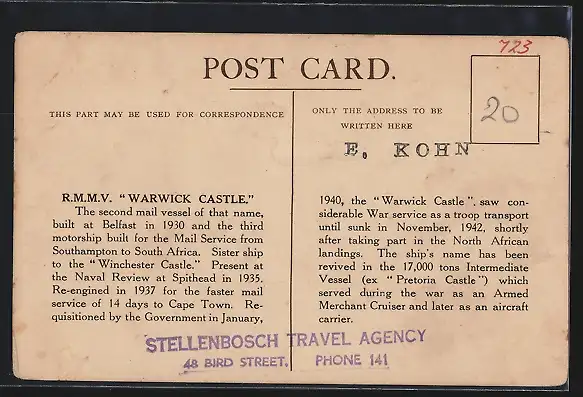 723
POST CARD.
20
THIS PART MAY BE USED FOR CORRESPONDENCE
ONLY THE ADDRESS TO BE
WRITTEN HERE
E. KOHN
R.M.M.V. "WARWICK CASTLE."
The second mail vessel of that name,
built at Belfast in 1930 and the third
motorship built for the Mail Service from
Southampton to South Africa. Sister ship
to the "Winchester Castle." Present at
the Naval Review at Spithead in 1935.
Re-engined in 1937 for the faster mail
service of 14 days to Cape Town. Re-
quisitioned by the Government in January,
1940, the "Warwick Castle". saw con-
siderable War service as a troop transport
until sunk in November, 1942, shortly
after taking part in the North African
landings. The ship's name has been
revived in the 17,000 tons Intermediate
Vessel (ex "Pretoria Castle") which
served during the war as an Armed
Merchant Cruiser and later as an aircraft
carrier.
STELLENBOSCH TRAVEL AGENCY
48 BIRD STREET. PHONE 141